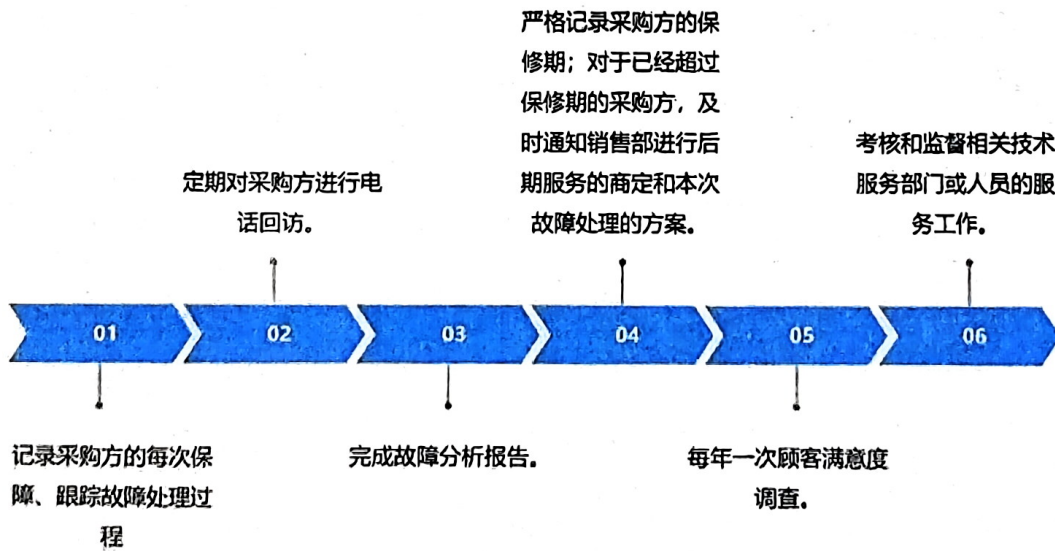 严格记录采购方的保
修期；对于已经超过
保修期的采购方，及
时通知销售部进行后
期服务的商定和本次
故障处理的方案。
定期对采购方进行电
话回访。
考核和监督相关技术
服务部门或人员的服
务工作。
01
02
03
04
05
06
记录采购方的每次保
障、跟踪故障处理过
程
完成故障分析报告。
每年一次顾客满意度
调查。